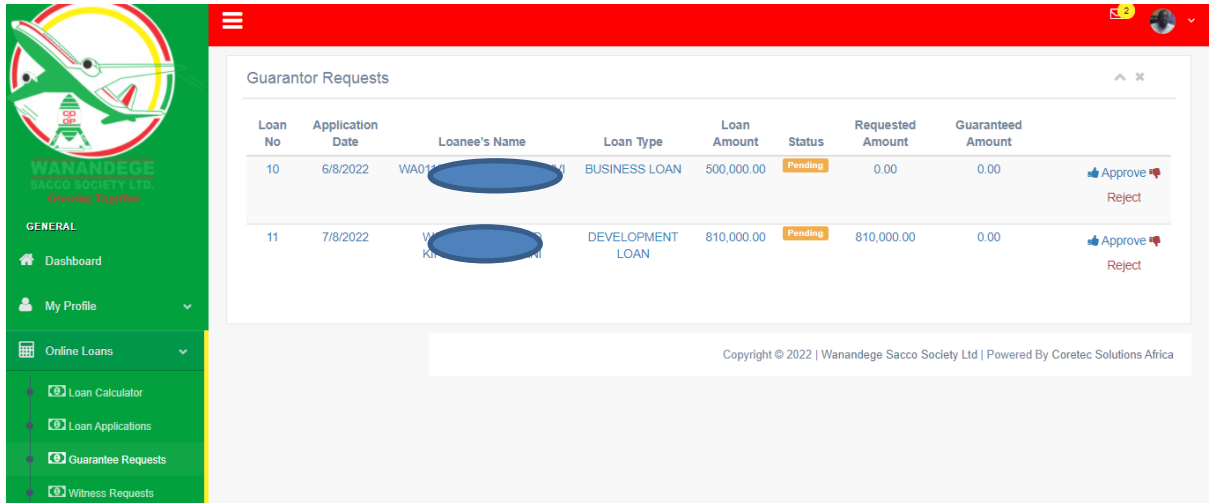 2
CO
OP
WANANDEGE
SACCO SOCIETY LTD.
Growing Together
GENERAL
Dashboard
My Profile
Online Loans
Loan Calculator
Loan Applications
Guarantee Requests
Witness Requests
Guarantor Requests
Loan No Application Date Loanee's Name Loan Type Loan Amount Status Requested Amount Guaranteed Amount
10 6/8/2022 BUSINESS LOAN 500,000.00 Pending 0.00 0.00 Approve
Reject
11 7/8/2022 DEVELOPMENT LOAN 810,000.00 Pending 810,000.00 0.00 Approve
Reject
Copyright © 2022 | Wanandege Sacco Society Ltd | Powered By Coretec Solutions Africa